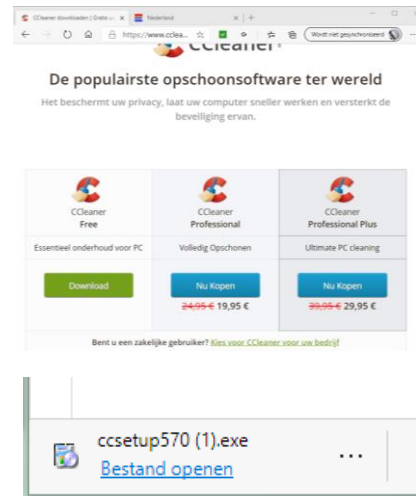 CCleaner downloaden | Gratis
Nederland
https://www.cclea...
Wordt niet gesynchroniseerd
CCleaner
De populairste opschoonsoftware ter wereld
Het beschermt uw privacy, laat uw computer sneller werken en versterkt de
beveiliging ervan.
CCleaner CCleaner CCleaner
Free Professional Professional Plus
Essentieel onderhoud voor PC Volledig Opschonen Ultimate PC cleaning
Download Nu Kopen Nu Kopen
24,95 € 19,95 € 39,95 € 29,95 €
Bent u een zakelijke gebruiker? Kies voor CCleaner voor uw bedrijf
ccsetup570 (1).exe
Bestand openen